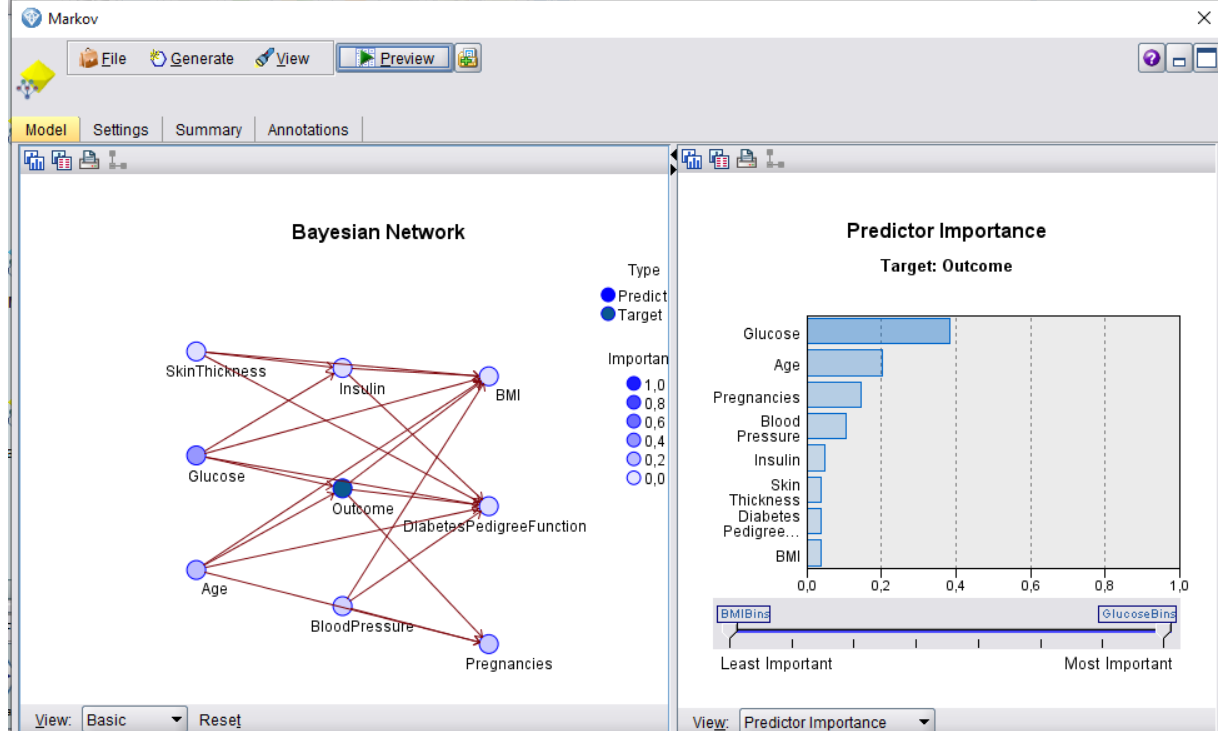 Markov
File Generate View Preview
Model Settings Summary Annotations
Bayesian Network
Type
Predict
Target
Importan
1,0
0,8
0,6
0,4
0,2
0,0
SkinThickness
Insulin
BMI
Glucose
Outcome
DiabetesPedigreeFunction
Age
BloodPressure
Pregnancies
View: Basic Reset
Predictor Importance
Target: Outcome
Glucose
Age
Pregnancies
Blood
Pressure
Insulin
Skin
Thickness
Diabetes
Pedigree...
BMI
0,0 0,2 0,4 0,6 0,8 1,0
BMIBins GlucoseBins
Least Important Most Important
View: Predictor Importance